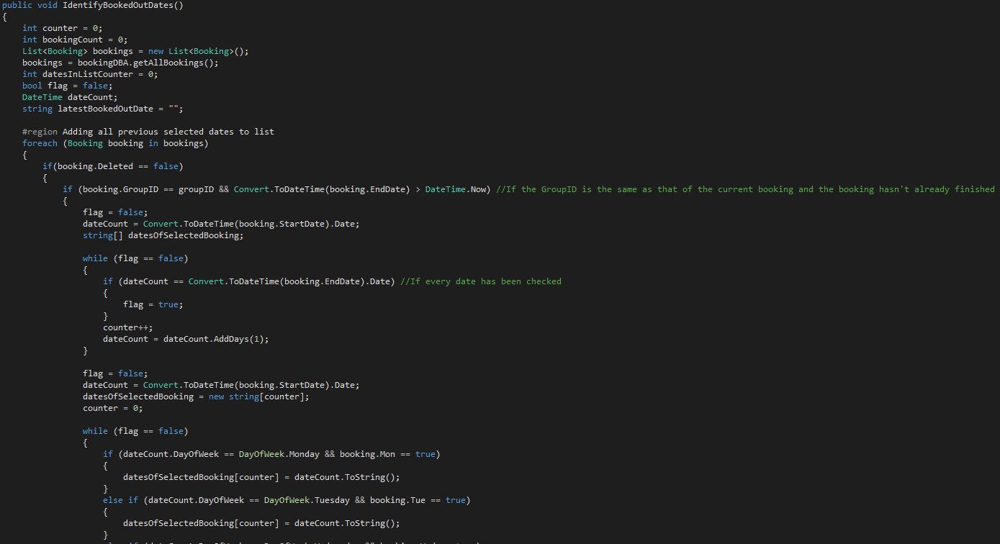 public void IdentifyBookedOutDates()
{
int counter = 0;
int bookingCount = 0;
List<Booking> bookings = new List<Booking>();
bookings = bookingDBA.getAllBookings();
int datesInListCounter = 0;
bool flag = false;
DateTime dateCount;
string latestBookedOutDate = "";
#region Adding all previous selected dates to list
foreach (Booking booking in bookings)
{
if(booking.Deleted == false)
{
if (booking.GroupID == groupID && Convert.ToDateTime(booking.EndDate) > DateTime.Now) //If the GroupID is the same as that of the current booking and the booking hasn't already finished
{
flag = false;
dateCount = Convert.ToDateTime(booking.StartDate).Date;
string[] datesOfSelectedBooking;
while (flag == false)
{
if (dateCount == Convert.ToDateTime(booking.EndDate).Date) //If every date has been checked
{
flag = true;
}
counter++;
dateCount = dateCount.AddDays(1);
}
flag = false;
dateCount = Convert.ToDateTime(booking.StartDate).Date;
datesOfSelectedBooking = new string[counter];
counter = 0;
while (flag == false)
{
if (dateCount.DayOfWeek == DayOfWeek.Monday && booking.Mon == true)
{
datesOfSelectedBooking[counter] = dateCount.ToString();
}
else if (dateCount.DayOfWeek == DayOfWeek.Tuesday && booking.Tue == true)
{
datesOfSelectedBooking[counter] = dateCount.ToString();
}